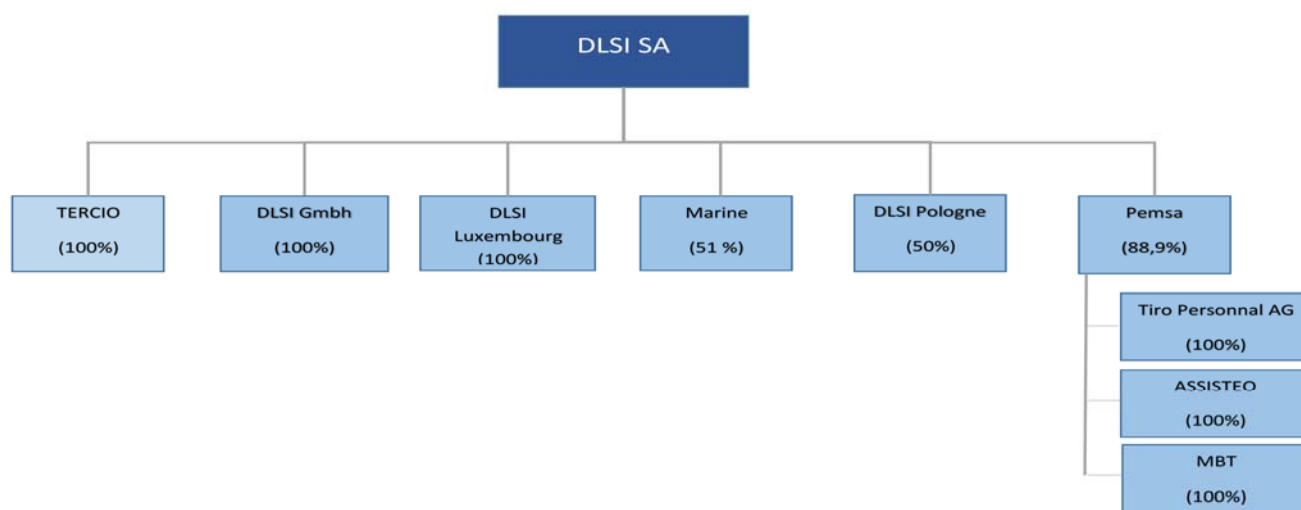 DLSI SA
TERCIO
(100%)
DLSI Gmbh
(100%)
DLSI
Luxembourg
(100%)
Marine
(51 %)
DLSI Pologne
(50%)
Pemsa
(88,9%)
Tiro Personnal AG
(100%)
ASSISTEO
(100%)
MBT
(100%)